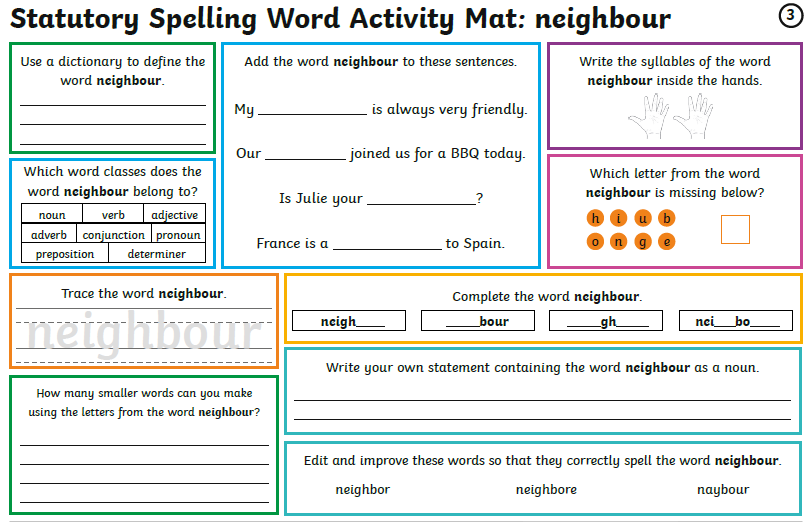 Statutory Spelling Word Activity Mat: neighbour
3
Use a dictionary to define the
word neighbour.
Add the word neighbour to these sentences.
My ____________ is always very friendly.
Our __________ joined us for a BBQ today.
Is Julie your ____________?
France is a ____________ to Spain.
Write the syllables of the word
neighbour inside the hands.
Which word classes does the
word neighbour belong to?
noun verb adjective
adverb conjunction pronoun
preposition determiner
Which letter from the word
neighbour is missing below?
h i u b
o n g e
Trace the word neighbour.
neighbour
Complete the word neighbour.
neigh____ ____bour ____gh____ nei___bo____
Write your own statement containing the word neighbour as a noun.
How many smaller words can you make
using the letters from the word neighbour?
Edit and improve these words so that they correctly spell the word neighbour.
neighbor neighbore naybour